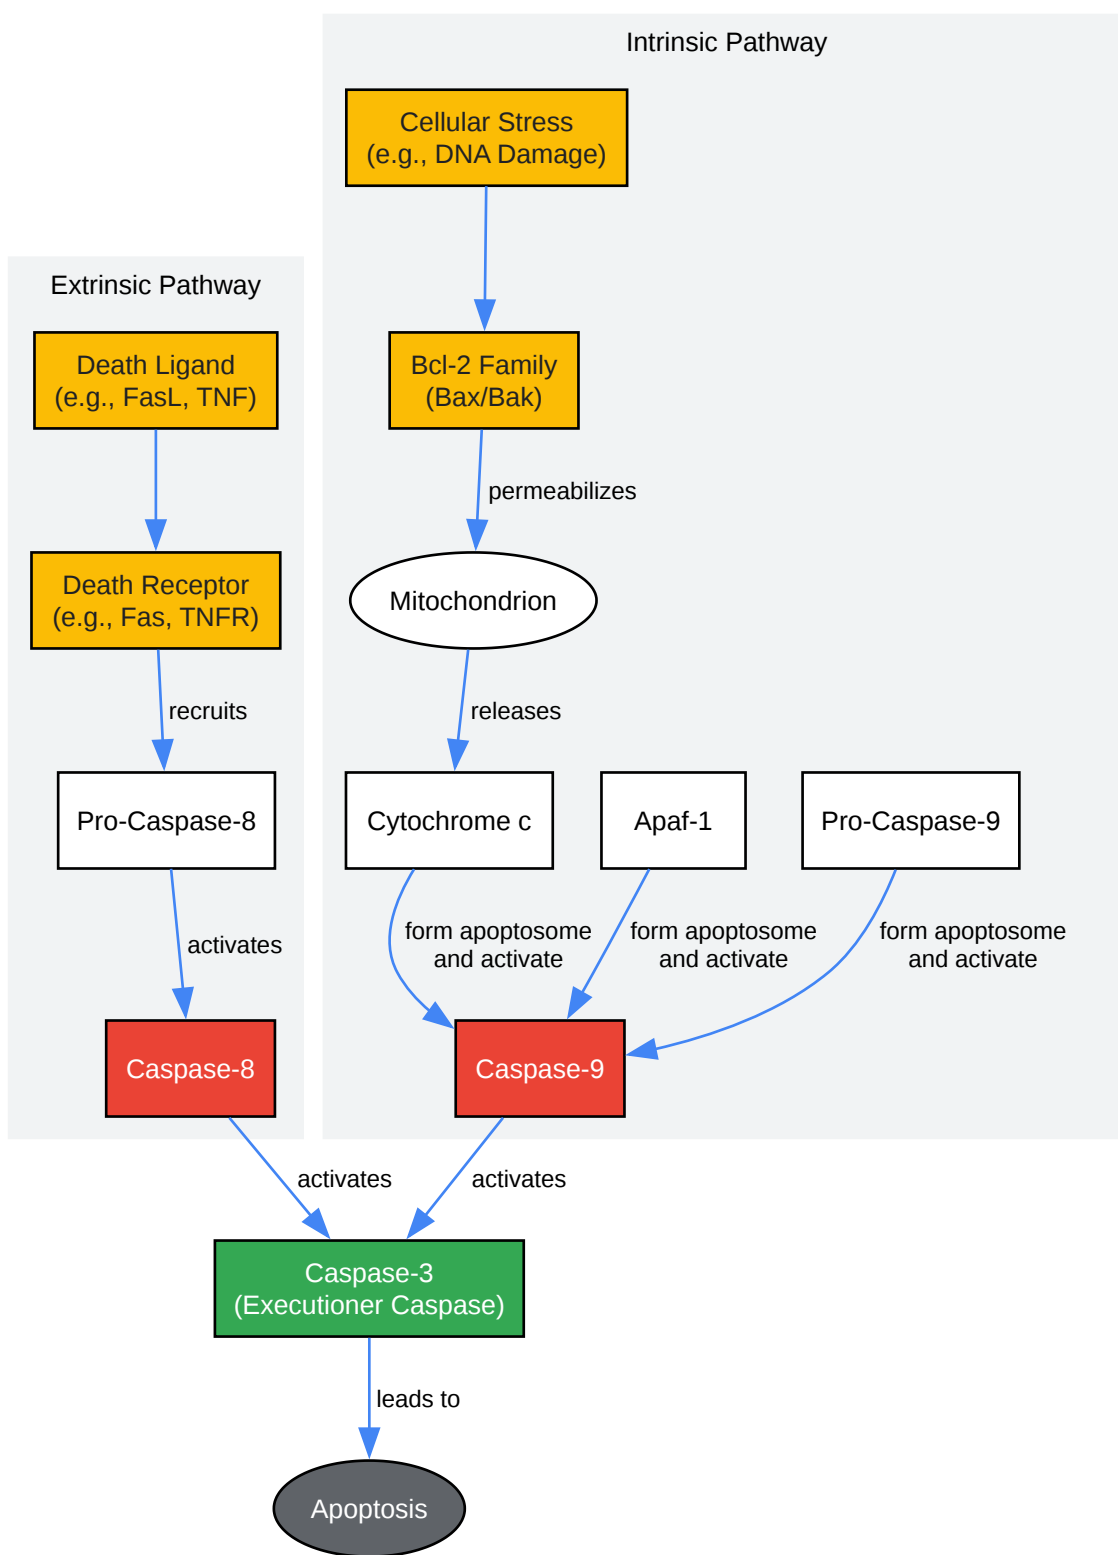 Intrinsic Pathway
Cellular Stress
(e.g., DNA Damage)
Extrinsic Pathway
Death Ligand
(e.g., FasL, TNF)
Bcl-2 Family
(Bax/Bak)
permeabilizes
Death Receptor
(e.g., Fas, TNFR)
Mitochondrion
recruits
releases
Pro-Caspase-8
Cytochrome c
Apaf-1
Pro-Caspase-9
activates
form apoptosome
and activate
form apoptosome
and activate
form apoptosome
and activate
Caspase-8
Caspase-9
activates
activates
Caspase-3
(Executioner Caspase)
leads to
Apoptosis